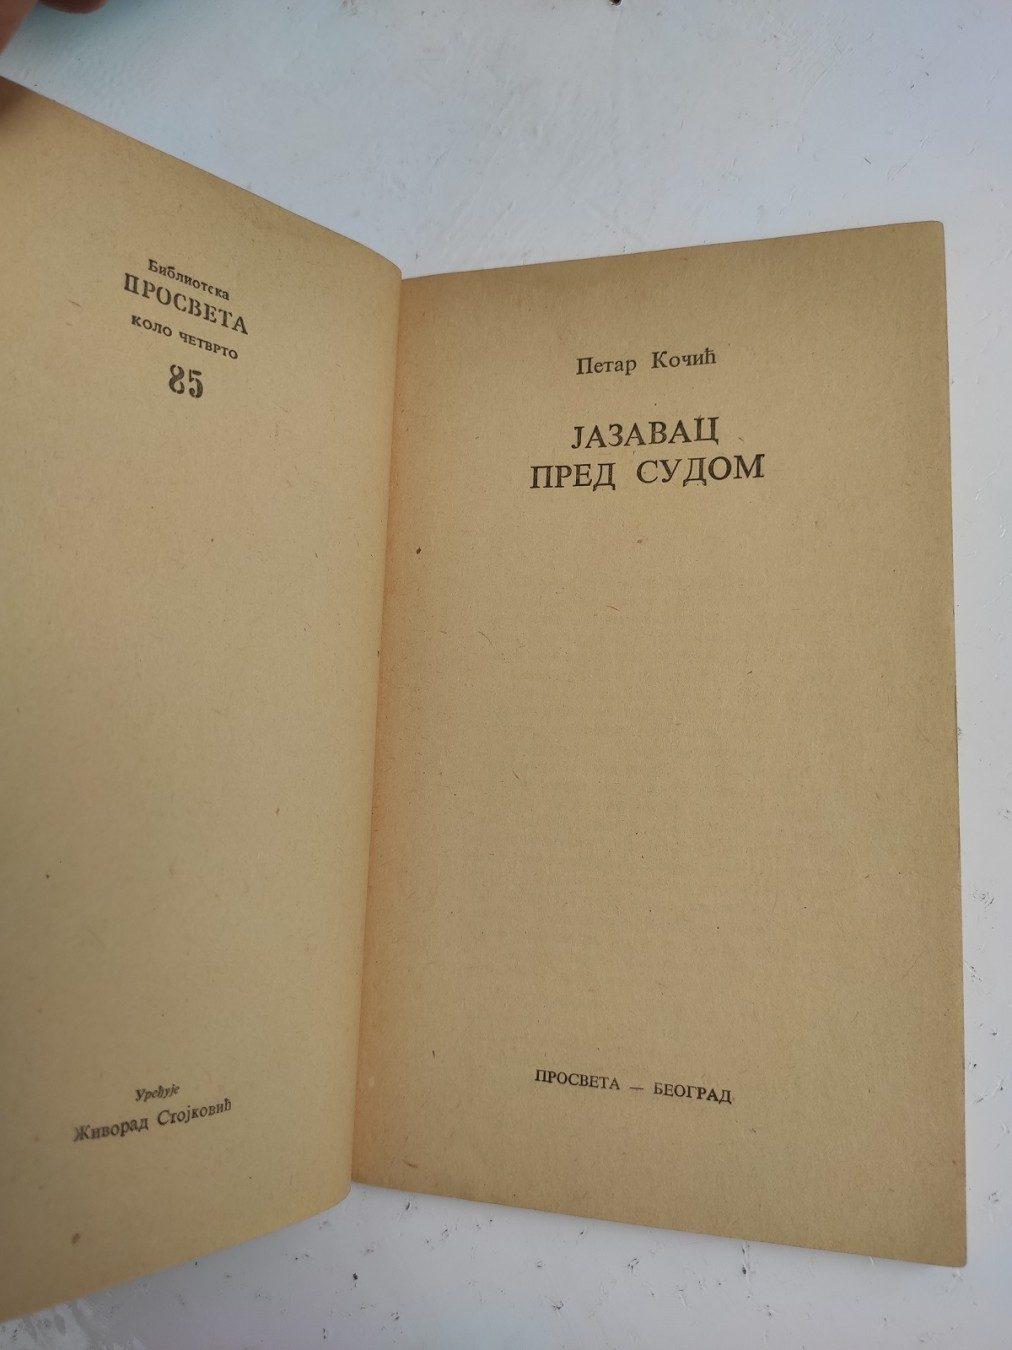 Библиотека
ПРОСВЕТА
КОЛО ЧЕТВРТО
85
Уређује
Живорад Стојковић
Петар Кочић
ЈАЗАВАЦ
ПРЕД СУДОМ
ПРОСВЕТА — БЕОГРАД